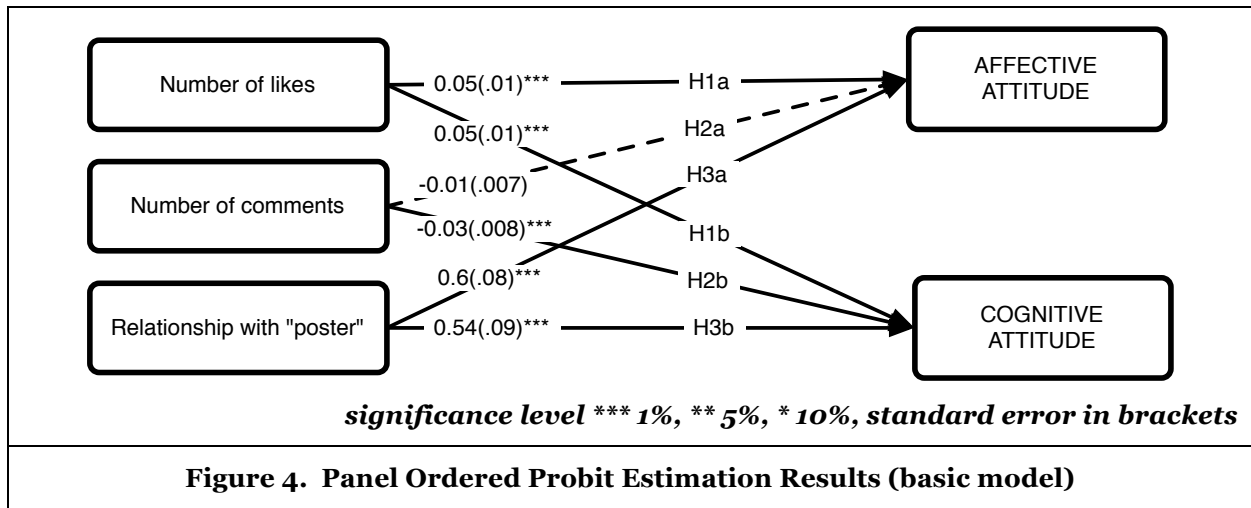 Number of likes
0.05(.01)***
H1a
AFFECTIVE
ATTITUDE
0.05(.01)***
H2a
H3a
Number of comments
-0.01(.007)
-0.03(.008)***
H1b
0.6(.08)***
H2b
Relationship with "poster"
0.54(.09)***
H3b
COGNITIVE
ATTITUDE
significance level *** 1%, ** 5%, * 10%, standard error in brackets
Figure 4. Panel Ordered Probit Estimation Results (basic model)